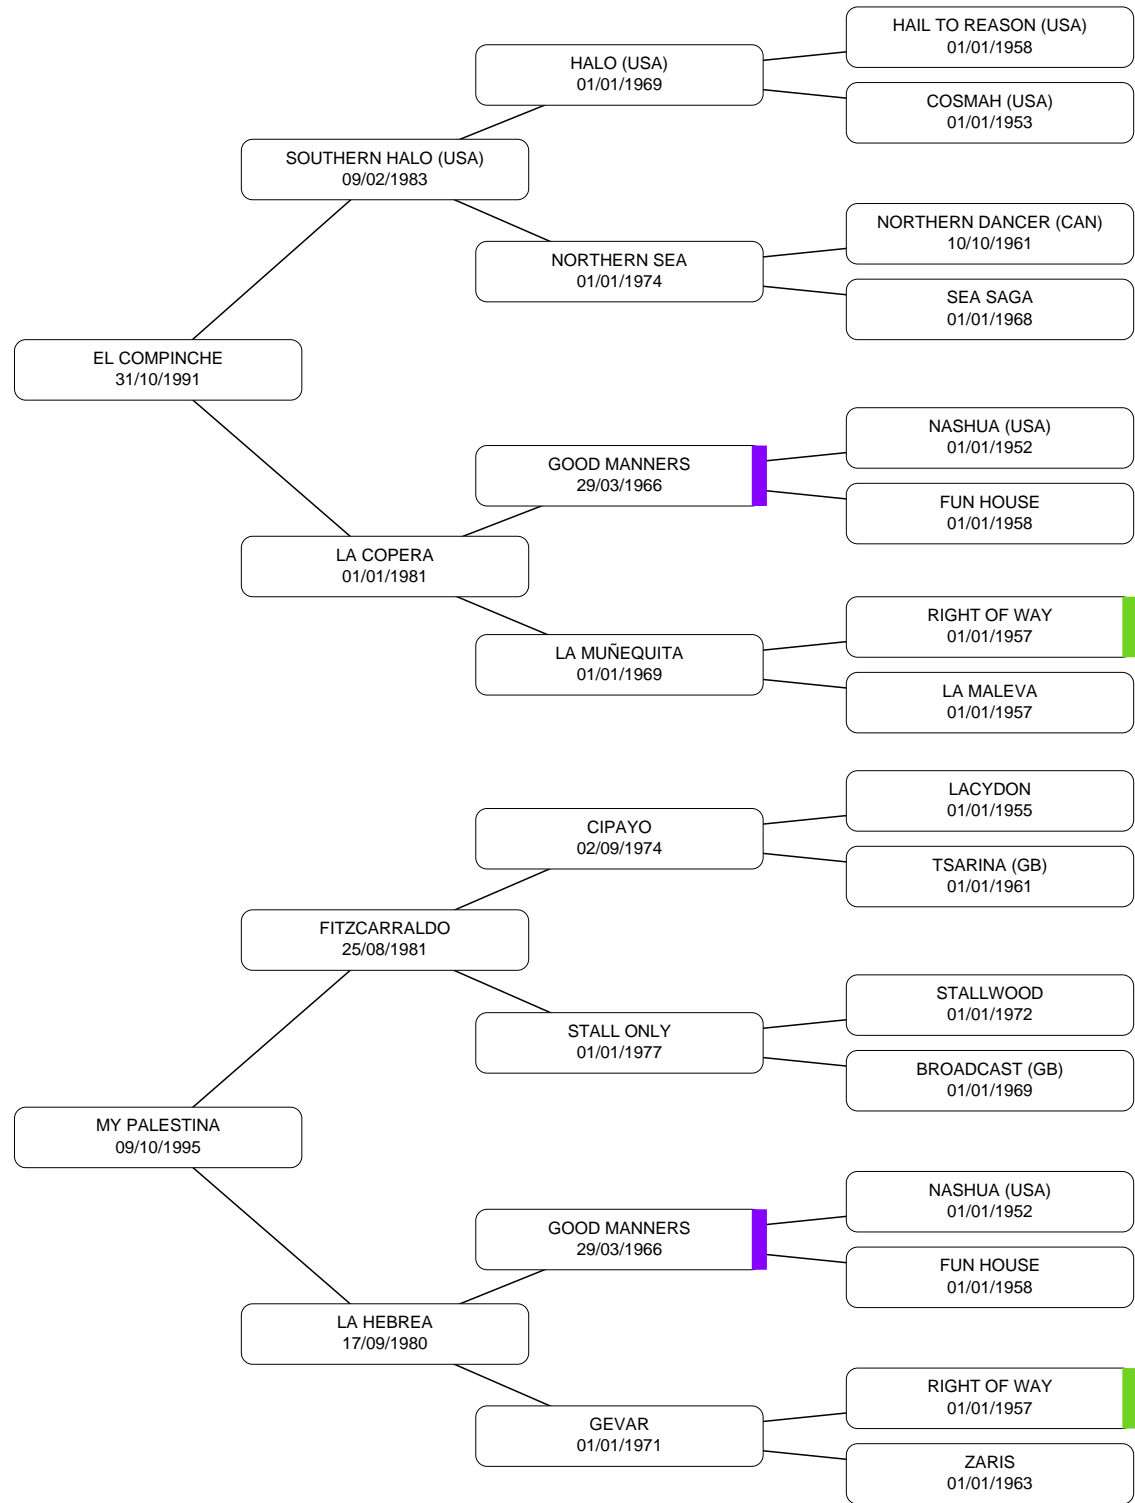 HAIL TO REASON (USA)
01/01/1958
HALO (USA)
01/01/1969
COSMAH (USA)
01/01/1953
SOUTHERN HALO (USA)
09/02/1983
NORTHERN DANCER (CAN)
10/10/1961
NORTHERN SEA
01/01/1974
SEA SAGA
01/01/1968
EL COMPINCHE
31/10/1991
NASHUA (USA)
01/01/1952
GOOD MANNERS
29/03/1966
FUN HOUSE
01/01/1958
LA COPERA
01/01/1981
RIGHT OF WAY
01/01/1957
LA MUÑEQUITA
01/01/1969
LA MALEVA
01/01/1957
LACYDON
01/01/1955
CIPAYO
02/09/1974
TSARINA (GB)
01/01/1961
FITZCARRALDO
25/08/1981
STALLWOOD
01/01/1972
STALL ONLY
01/01/1977
BROADCAST (GB)
01/01/1969
MY PALESTINA
09/10/1995
NASHUA (USA)
01/01/1952
GOOD MANNERS
29/03/1966
FUN HOUSE
01/01/1958
LA HEBREA
17/09/1980
RIGHT OF WAY
01/01/1957
GEVAR
01/01/1971
ZARIS
01/01/1963